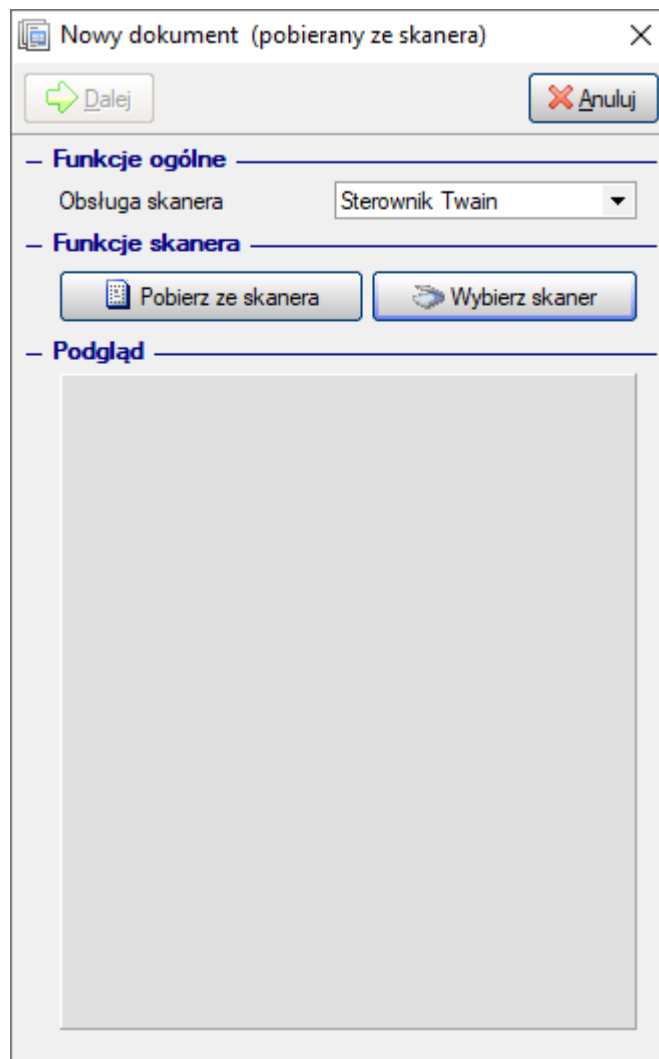 Nowy dokument (pobierany ze skanera)
Dalej Anuluj
Funkcje ogólne
Obsługa skanera Sterownik Twain
Funkcje skanera
Pobierz ze skanera Wybierz skaner
Podgląd